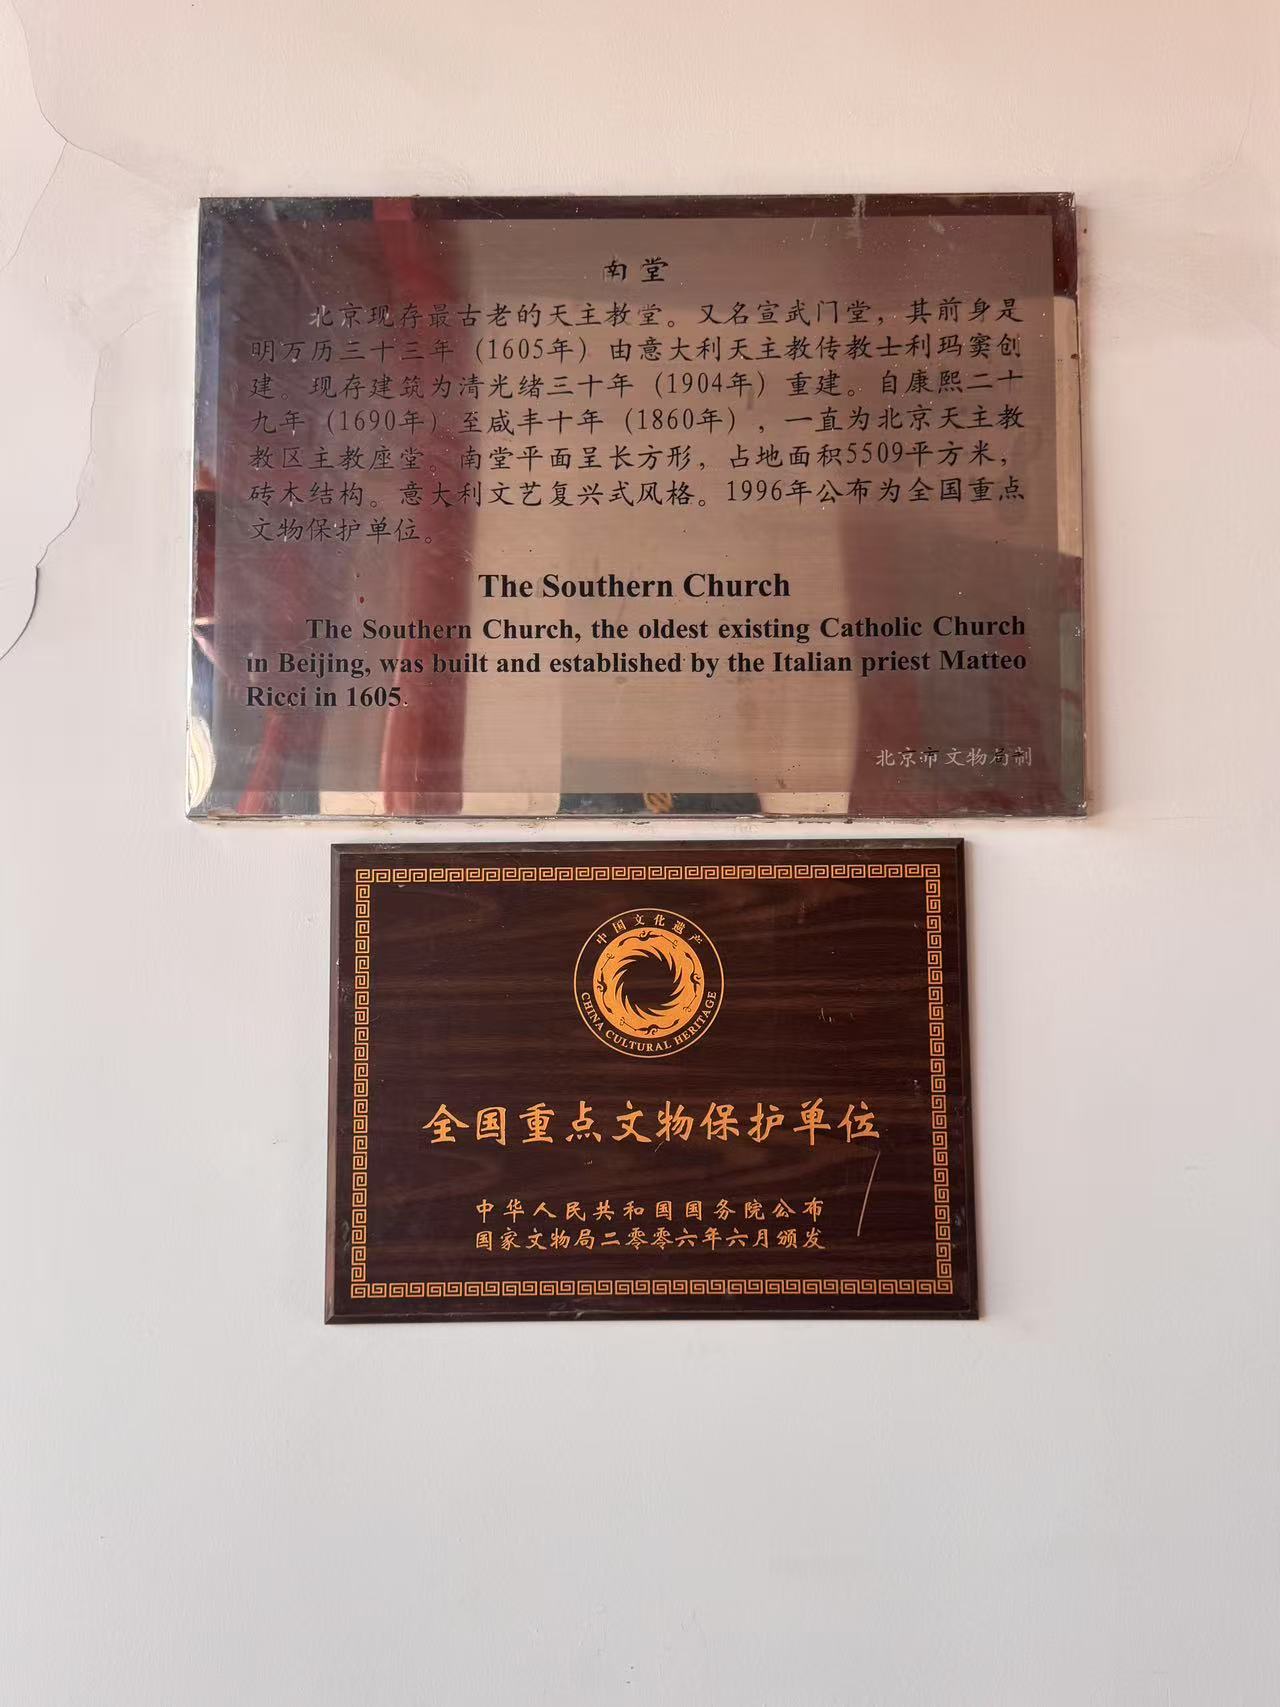 南堂
北京现存最古老的天主教堂。又名宣武门堂，其前身是
明万历三十三年（1605年）由意大利天主教传教士利玛窦创
建。现存建筑为清光绪三十年（1904年）重建。自康熙二十
九年（1690年）至咸丰十年（1860年），一直为北京天主教
教区主教座堂。南堂平面呈长方形，占地面积5509平方米，
砖木结构。意大利文艺复兴式风格。1996年公布为全国重点
文物保护单位。
The Southern Church
The Southern Church, the oldest existing Catholic Church
in Beijing, was built and established by the Italian priest Matteo
Ricci in 1605.
北京市文物局制
中国文化遗产
CHINA CULTURAL HERITAGE
全国重点文物保护单位
中华人民共和国国务院公布
国家文物局二零零六年六月颁发